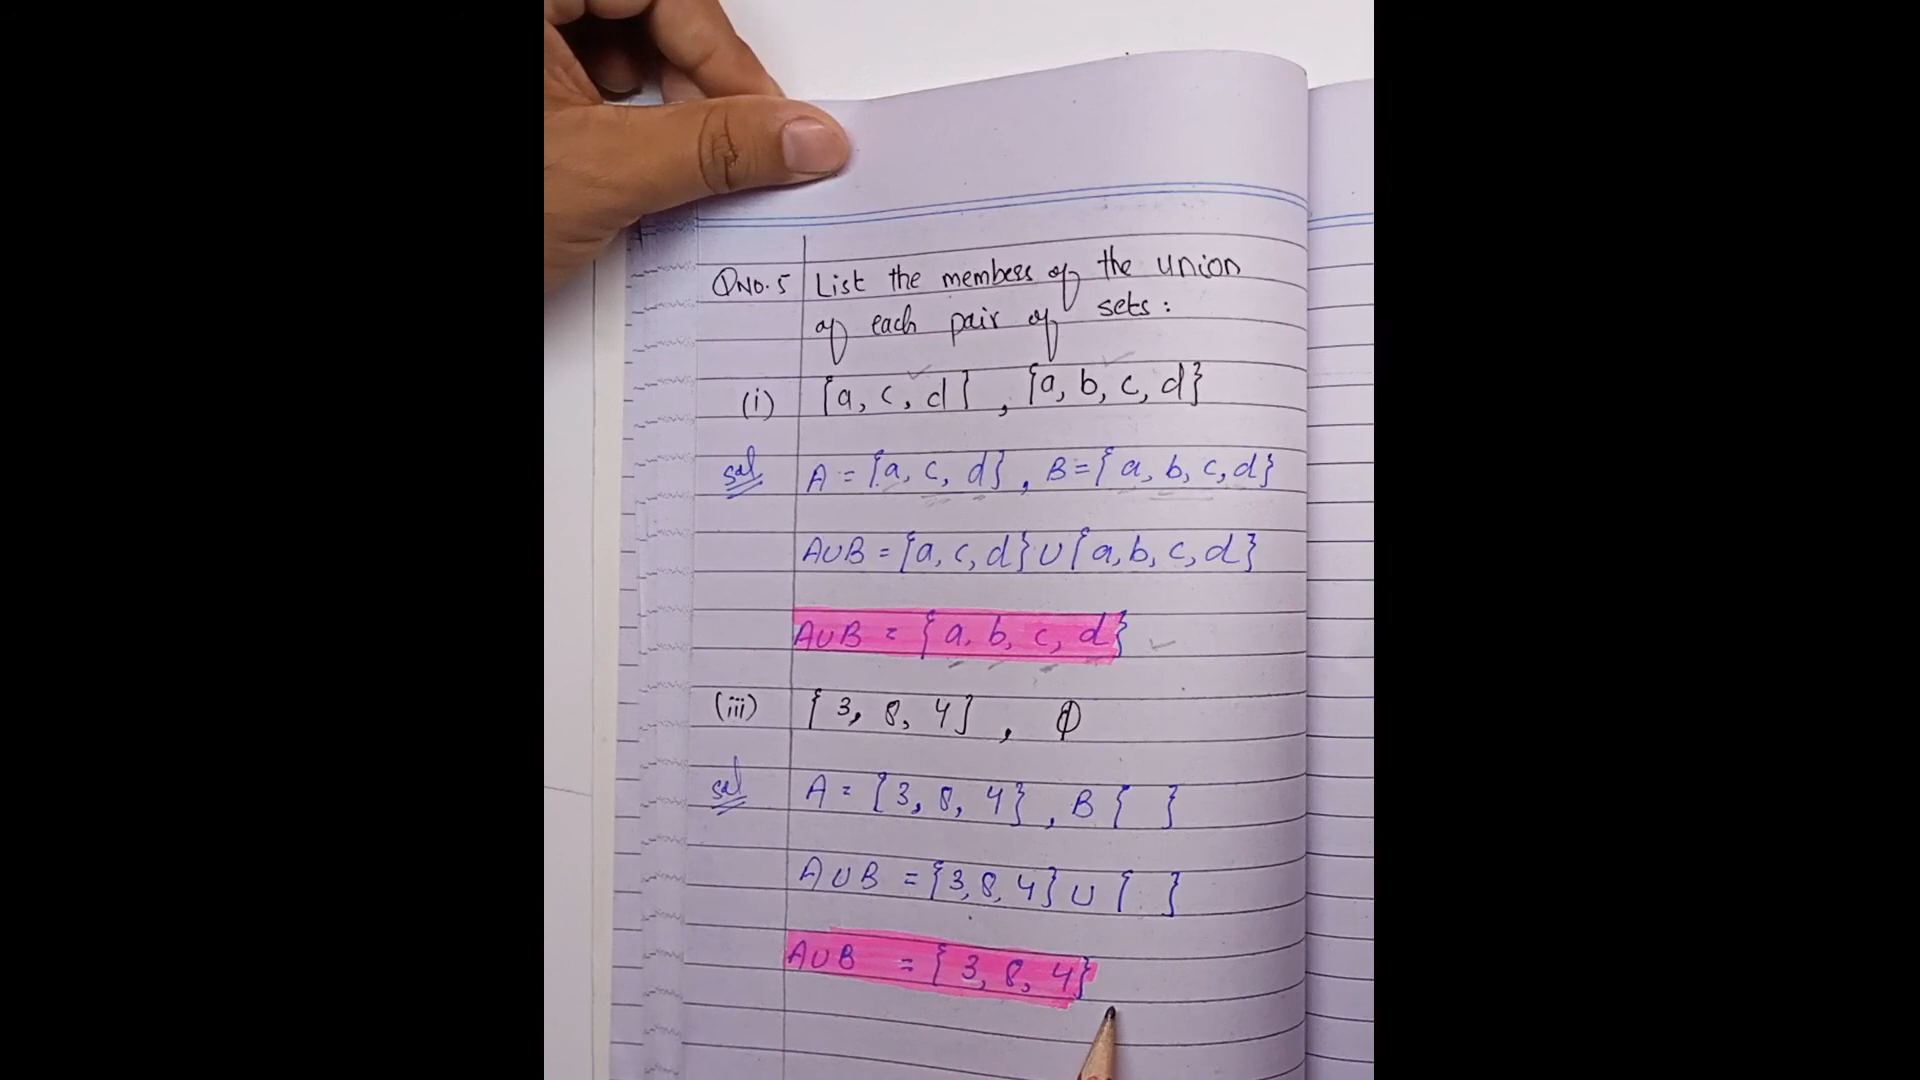 QNO.5 List the members of the union
of each pair of sets:
(i) {a, c, d} , {a, b, c, d}
sol A = {a, c, d} , B = {a, b, c, d}
AUB = {a, c, d} U {a, b, c, d}
AUB = {a, b, c, d}
(iii) {3, 8, 4} , Φ
sol A = {3, 8, 4} , B { }
AUB = {3, 8, 4} U { }
AUB = {3, 8, 4}